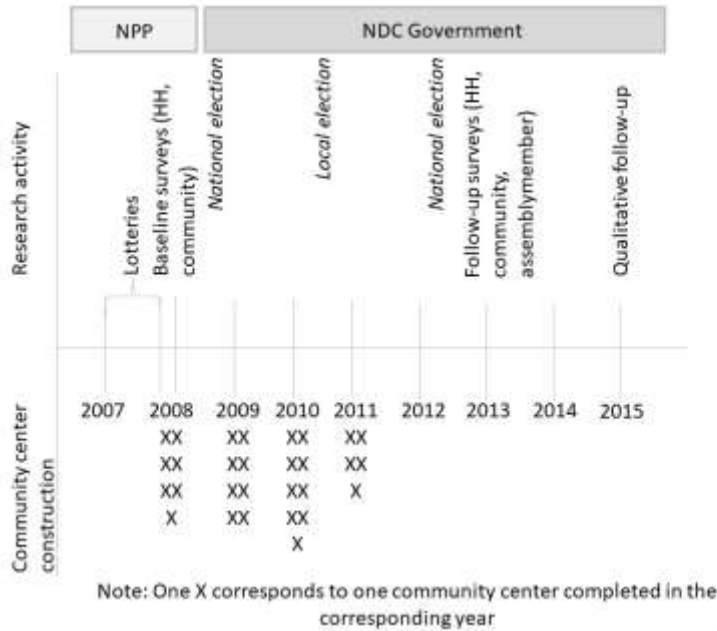 NPP
NDC Government
Research activity
Lotteries
Baseline surveys (HH,
community)
National election
Local election
National election
Follow-up surveys (HH,
community,
assemblymember)
Qualitative follow-up
2007 2008 2009 2010 2011 2012 2013 2014 2015
Community center
construction
XX XX XX XX
XX XX XX XX
XX XX XX X
X XX XX
X
Note: One X corresponds to one community center completed in the
corresponding year